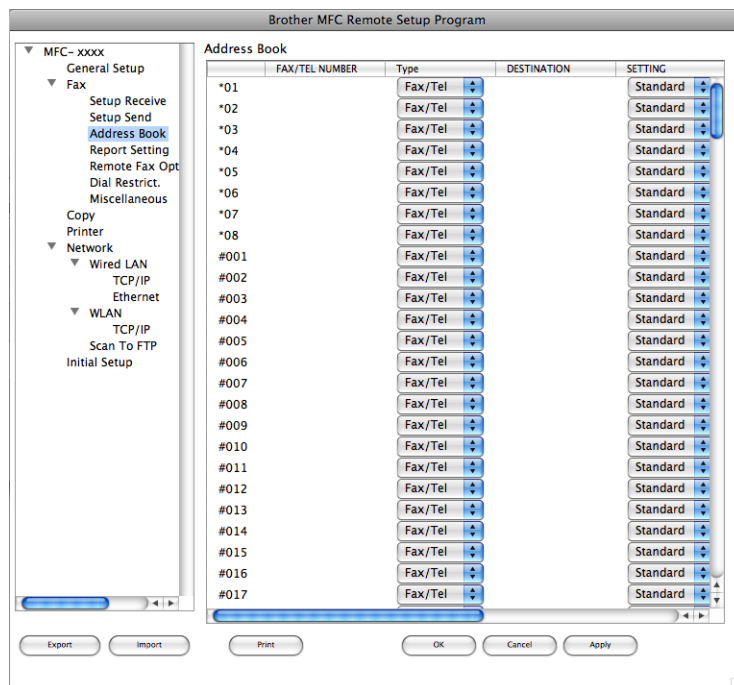 Brother MFC Remote Setup Program
MFC- xxxx
General Setup
Fax
Setup Receive
Setup Send
Address Book
Report Setting
Remote Fax Opt
Dial Restrict.
Miscellaneous
Copy
Printer
Network
Wired LAN
TCP/IP
Ethernet
WLAN
TCP/IP
Scan To FTP
Initial Setup
Address Book
FAX/TEL NUMBER Type DESTINATION SETTING
*01 Fax/Tel Standard
*02 Fax/Tel Standard
*03 Fax/Tel Standard
*04 Fax/Tel Standard
*05 Fax/Tel Standard
*06 Fax/Tel Standard
*07 Fax/Tel Standard
*08 Fax/Tel Standard
#001 Fax/Tel Standard
#002 Fax/Tel Standard
#003 Fax/Tel Standard
#004 Fax/Tel Standard
#005 Fax/Tel Standard
#006 Fax/Tel Standard
#007 Fax/Tel Standard
#008 Fax/Tel Standard
#009 Fax/Tel Standard
#010 Fax/Tel Standard
#011 Fax/Tel Standard
#012 Fax/Tel Standard
#013 Fax/Tel Standard
#014 Fax/Tel Standard
#015 Fax/Tel Standard
#016 Fax/Tel Standard
#017 Fax/Tel Standard
Export Import Print OK Cancel Apply